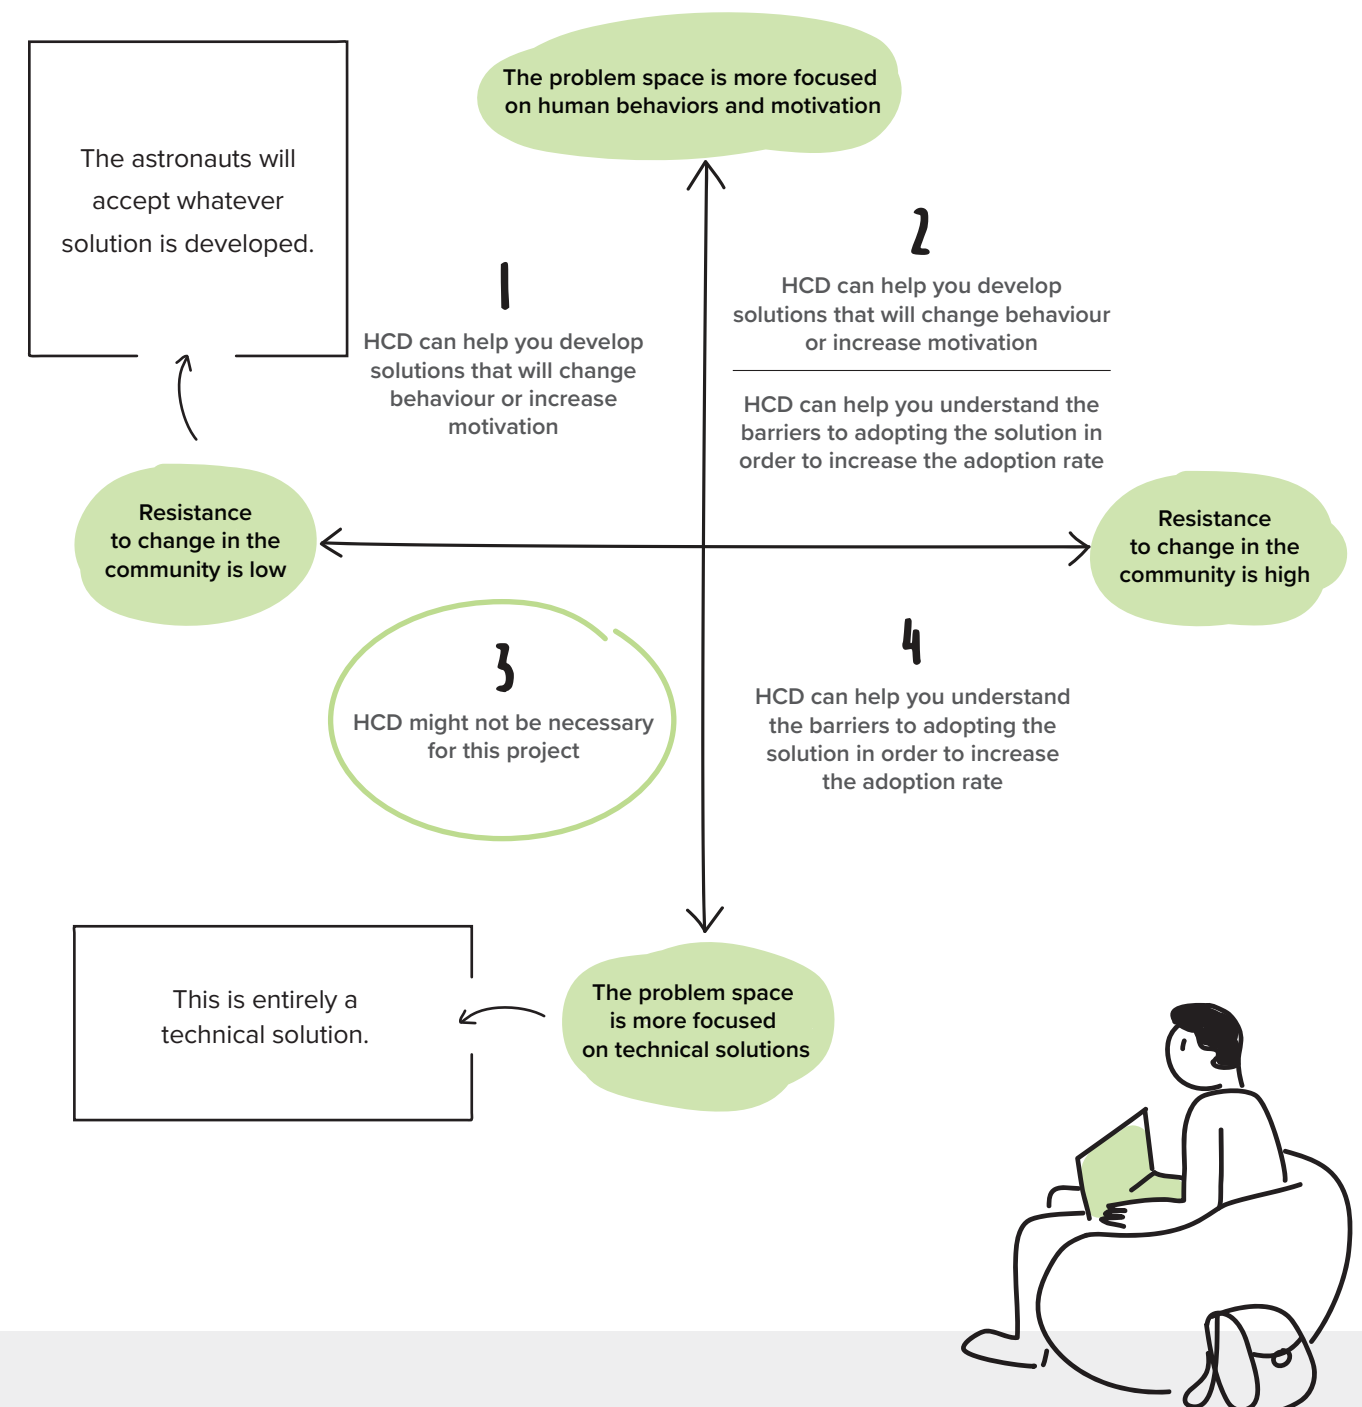 The problem space is more focused
on human behaviors and motivation
The astronauts will
accept whatever
solution is developed.
1
HCD can help you develop
solutions that will change
behaviour or increase
motivation
2
HCD can help you develop
solutions that will change behaviour
or increase motivation
HCD can help you understand the
barriers to adopting the solution in
order to increase the adoption rate
Resistance
to change in the
community is low
Resistance
to change in the
community is high
3
HCD might not be necessary
for this project
4
HCD can help you understand
the barriers to adopting the
solution in order to increase
the adoption rate
This is entirely a
technical solution.
The problem space
is more focused
on technical solutions